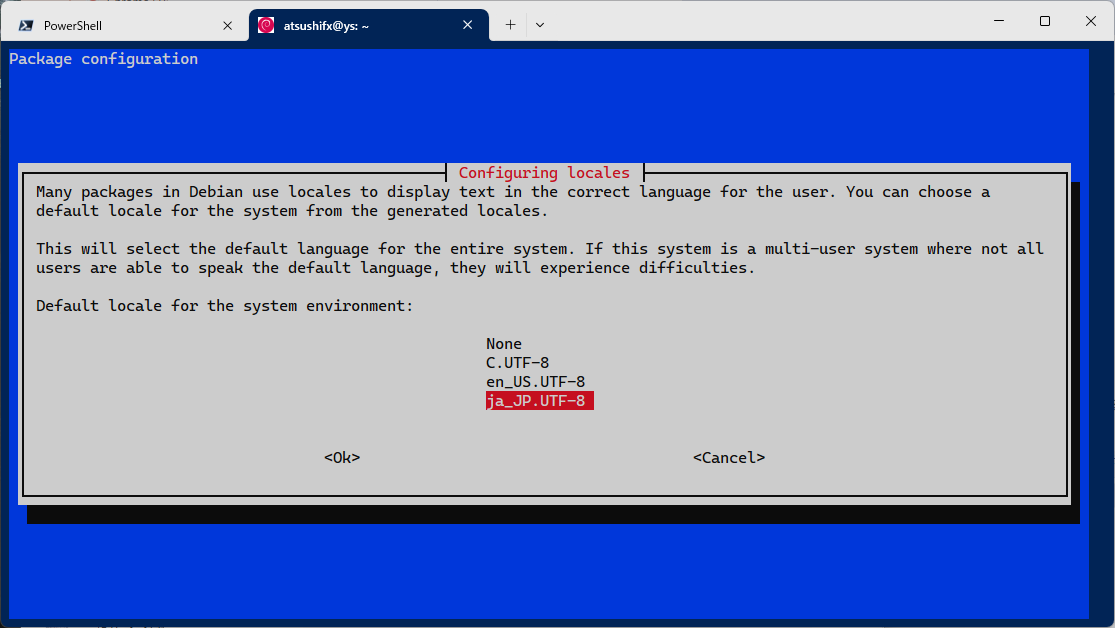 PowerShell
atsushifx@ys: ~
Package configuration
Configuring locales
Many packages in Debian use locales to display text in the correct language for the user. You can choose a
default locale for the system from the generated locales.
This will select the default language for the entire system. If this system is a multi-user system where not all
users are able to speak the default language, they will experience difficulties.
Default locale for the system environment:
None
C.UTF-8
en_US.UTF-8
ja_JP.UTF-8
<Ok> <Cancel>